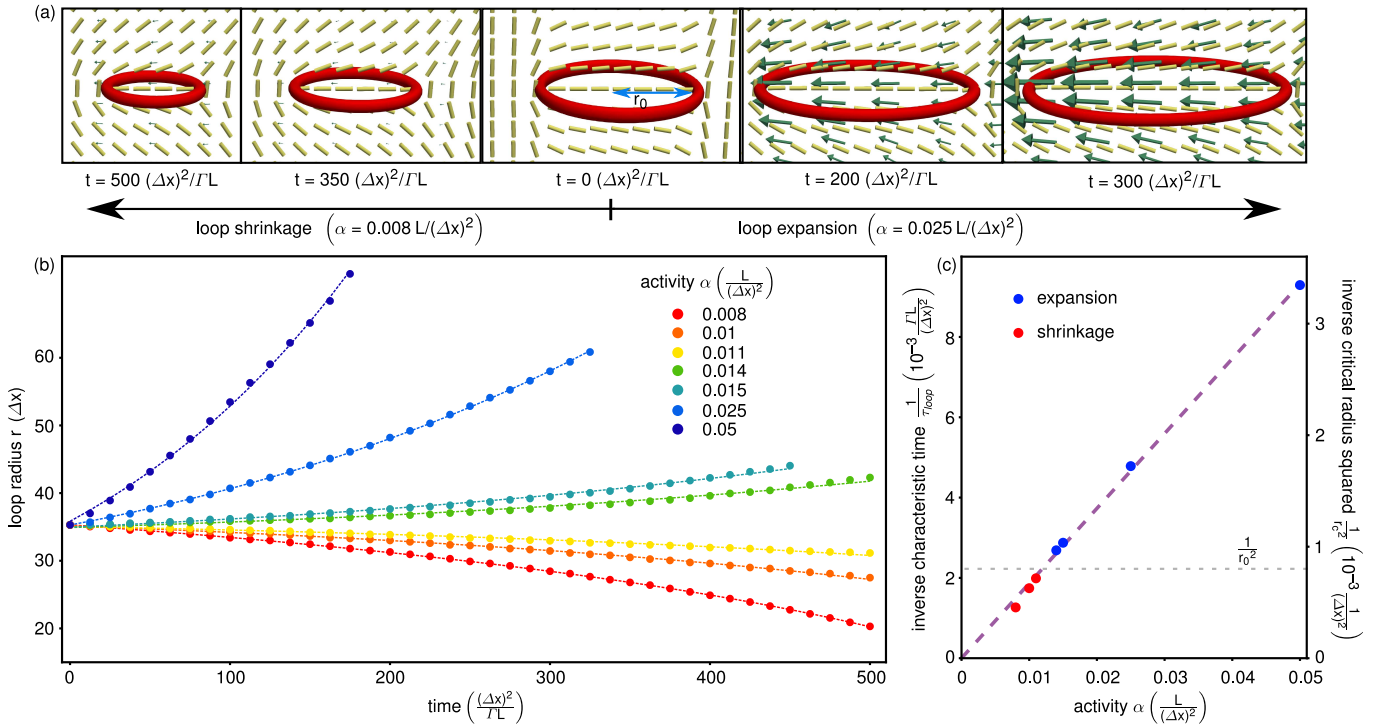 (a)
r₀
t = 500 (Δx)²/ΓL
t = 350 (Δx)²/ΓL
t = 0 (Δx)²/ΓL
t = 200 (Δx)²/ΓL
t = 300 (Δx)²/ΓL
loop shrinkage (α = 0.008 L/(Δx)²)
loop expansion (α = 0.025 L/(Δx)²)
(b)
loop radius r (Δx)
60
50
40
30
20
0
100
200
300
400
500
time ((Δx)²/ΓL)
activity α (L/(Δx)²)
0.008
0.01
0.011
0.014
0.015
0.025
0.05
(c)
inverse characteristic time 1/τloop (10⁻³ ΓL/(Δx)²)
8
6
4
2
0
expansion
shrinkage
1/r₀²
0
0.01
0.02
0.03
0.04
0.05
activity α (L/(Δx)²)
3
2
1
0
inverse critical radius squared 1/r꜀² (10⁻³ 1/(Δx)²)